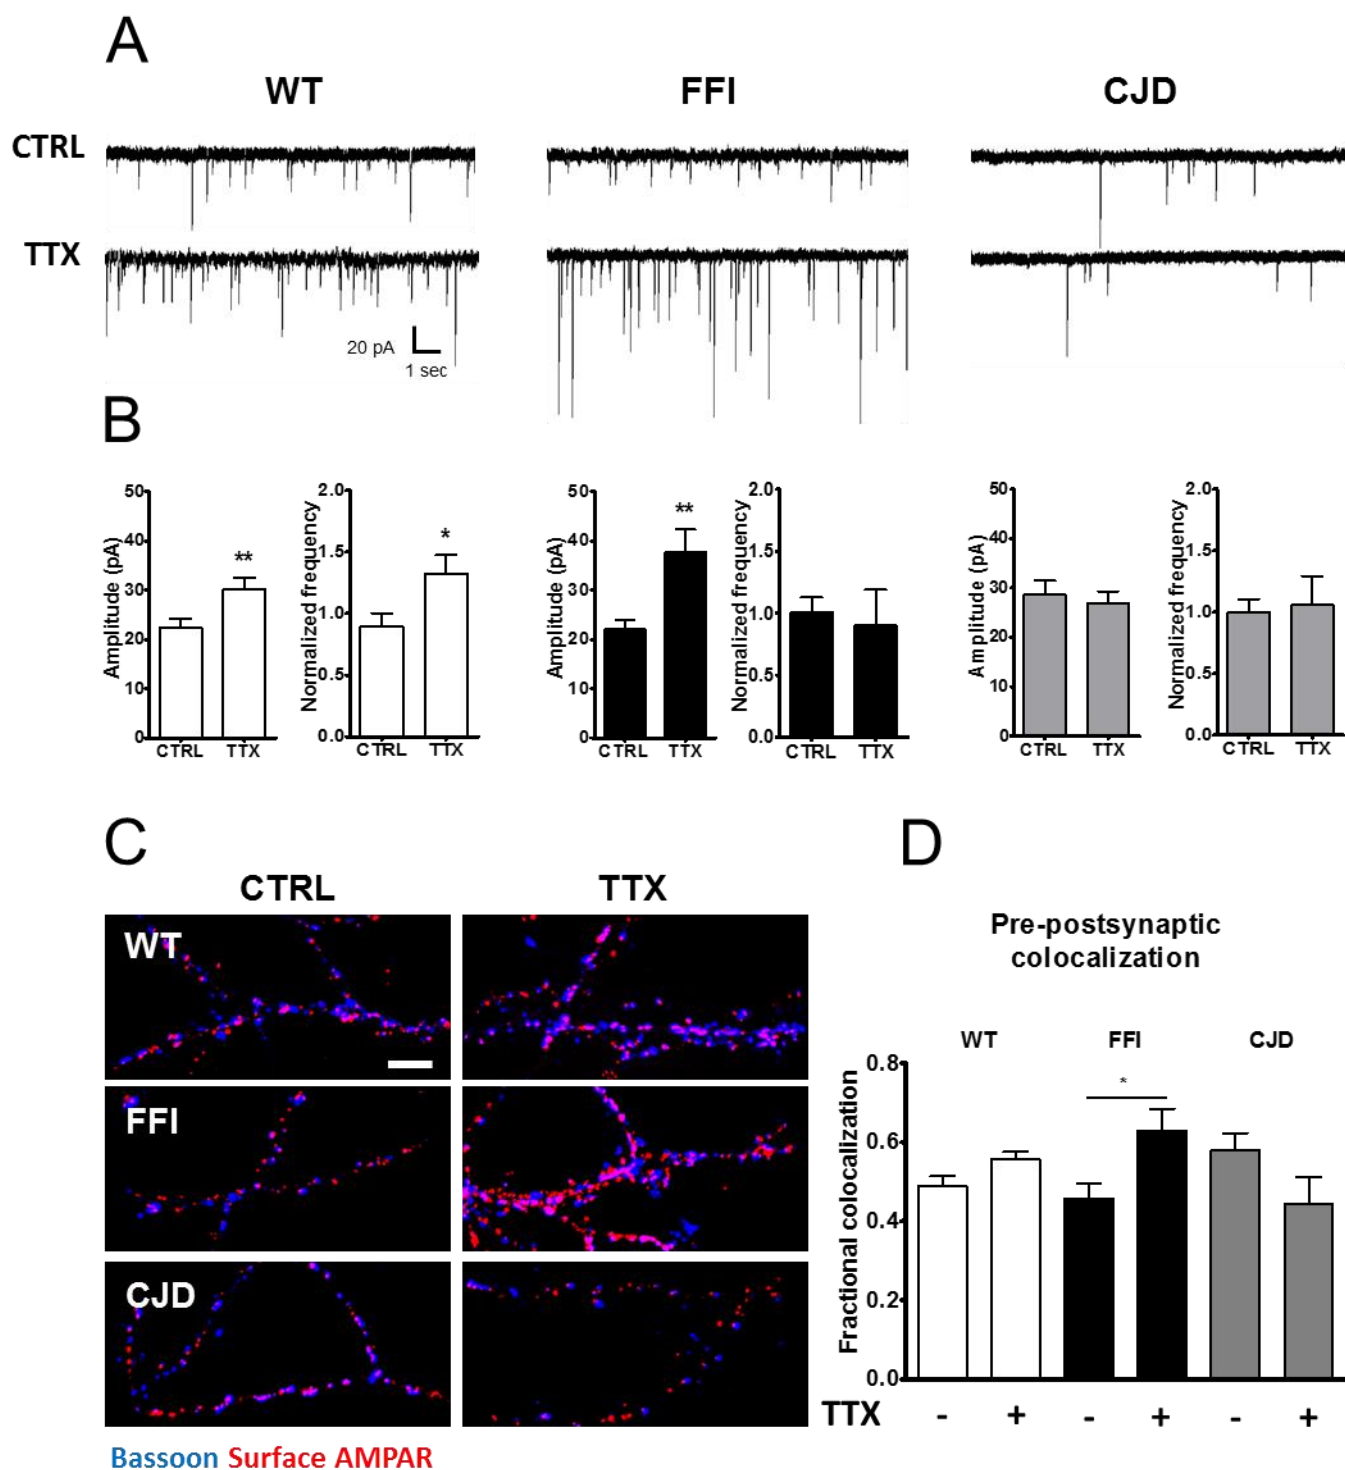 A
WT FFI CJD
CTRL
TTX
20 pA
1 sec
B
Amplitude (pA)
50
40
30
20
10
0
**
CTRL TTX
Normalized frequency
2.0
1.5
1.0
0.5
0.0
*
CTRL TTX
Amplitude (pA)
50
40
30
20
10
0
**
CTRL TTX
Normalized frequency
2.0
1.5
1.0
0.5
0.0
CTRL TTX
Amplitude (pA)
50
40
30
20
10
0
CTRL TTX
Normalized frequency
2.0
1.5
1.0
0.5
0.0
CTRL TTX
C
CTRL TTX
WT
FFI
CJD
Bassoon Surface AMPAR
D
Pre-postsynaptic
colocalization
WT FFI CJD
*
Fractional colocalization
0.8
0.6
0.4
0.2
0.0
TTX - + - + - +